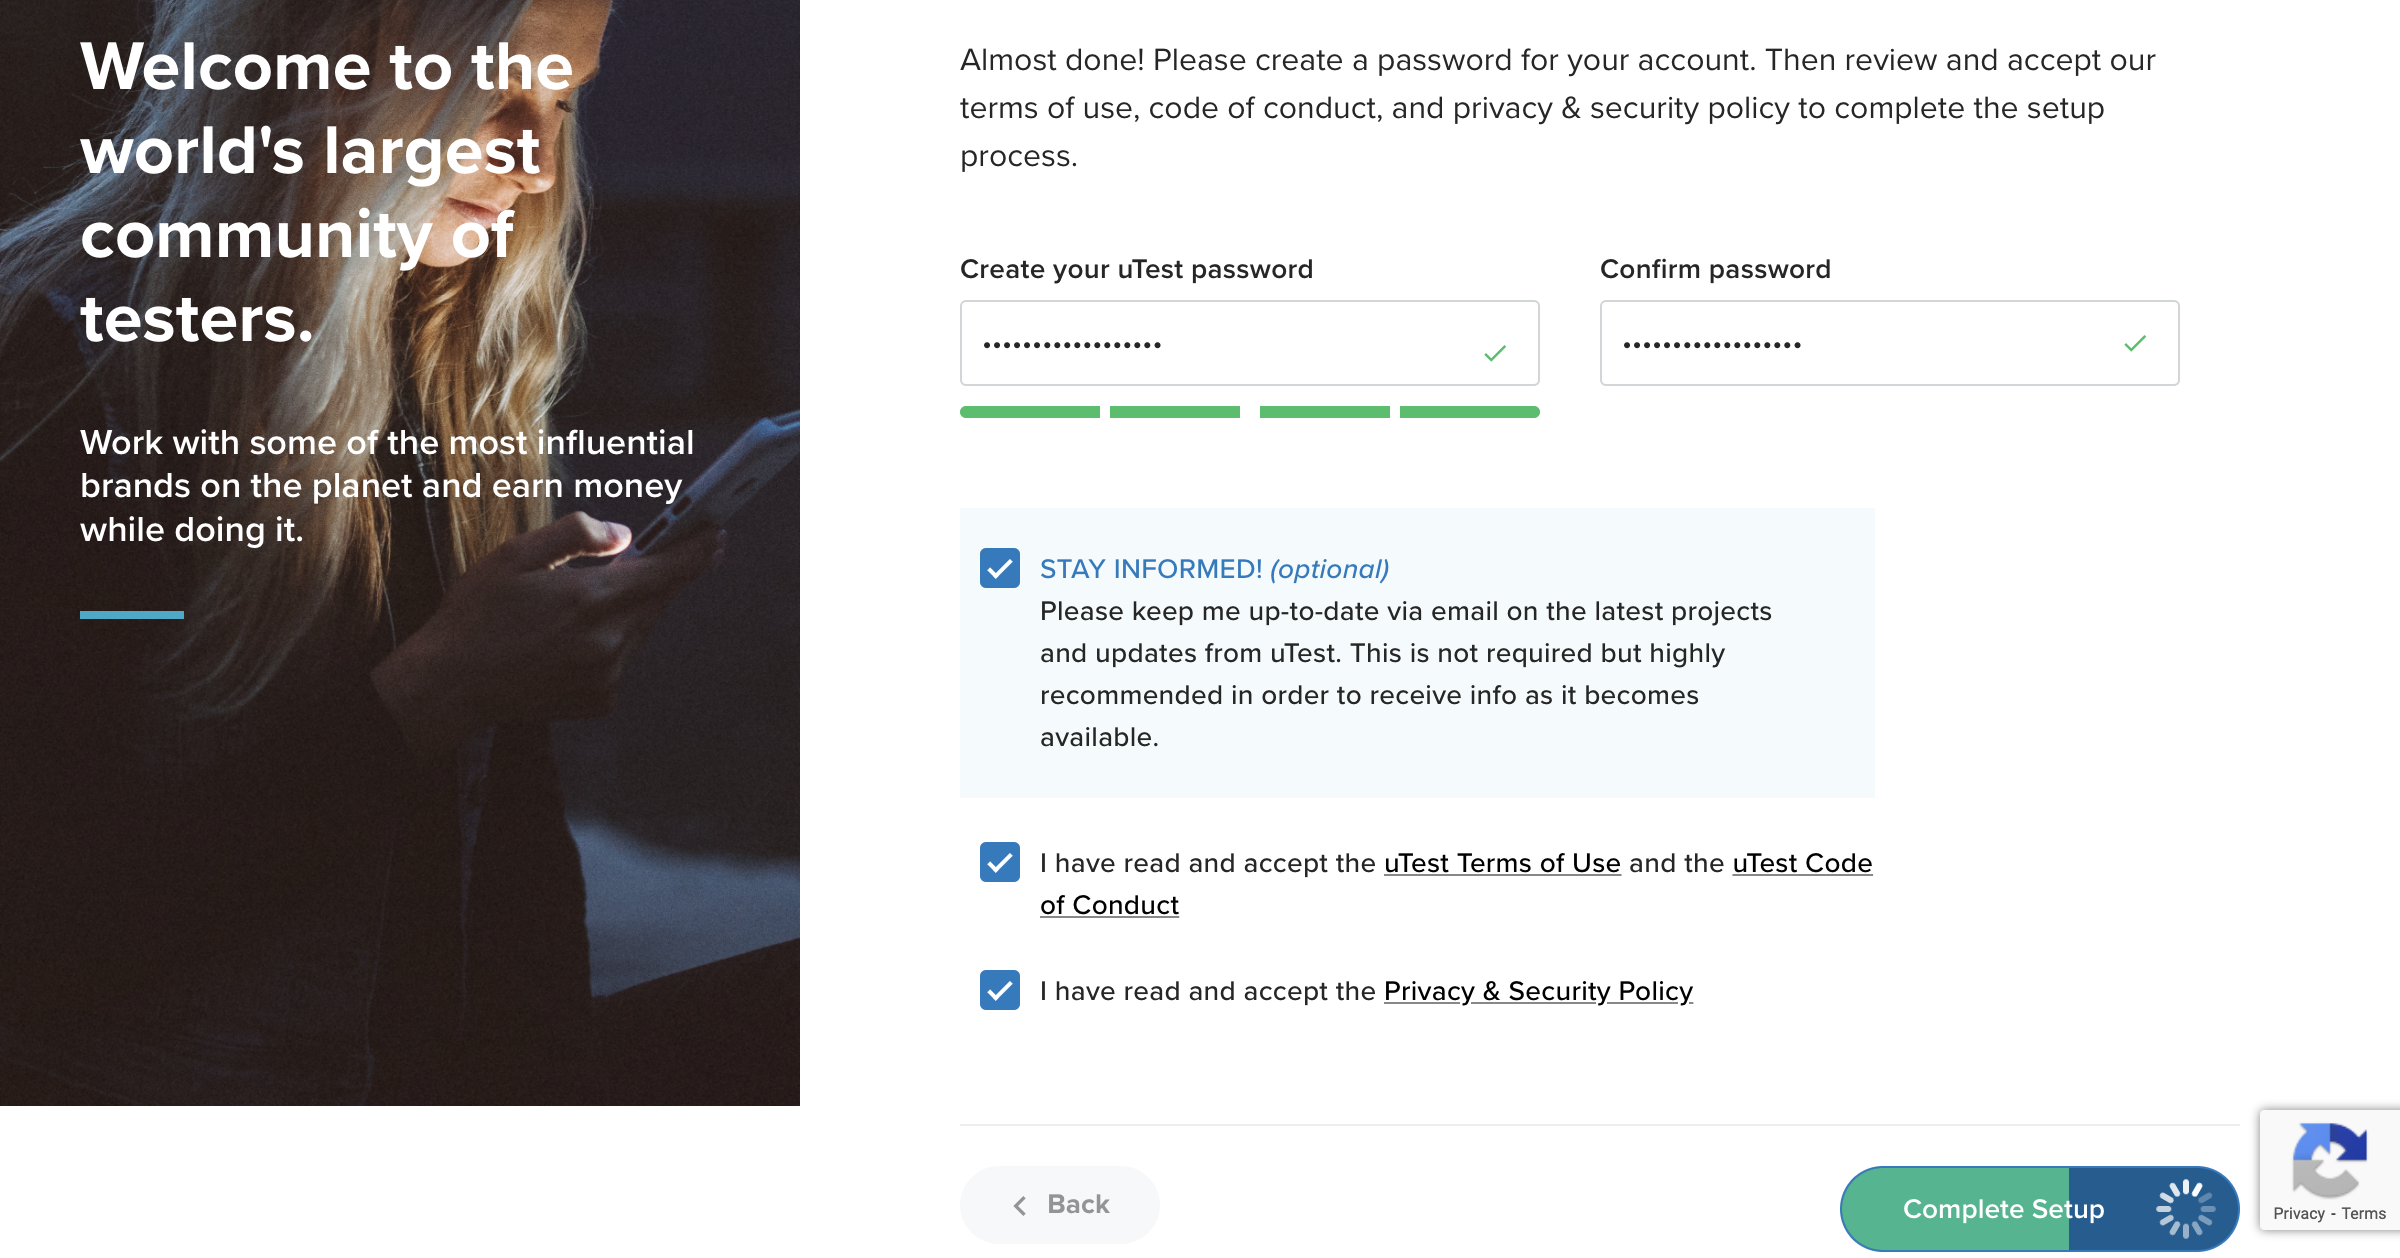 Welcome to the
world's largest
community of
testers.
Work with some of the most influential
brands on the planet and earn money
while doing it.
Almost done! Please create a password for your account. Then review and accept our
terms of use, code of conduct, and privacy & security policy to complete the setup
process.
Create your uTest password
Confirm password
••••••••••••••••••
••••••••••••••••••
STAY INFORMED! (optional)
Please keep me up-to-date via email on the latest projects
and updates from uTest. This is not required but highly
recommended in order to receive info as it becomes
available.
I have read and accept the uTest Terms of Use and the uTest Code
of Conduct
I have read and accept the Privacy & Security Policy
Back
Complete Setup
Privacy - Terms